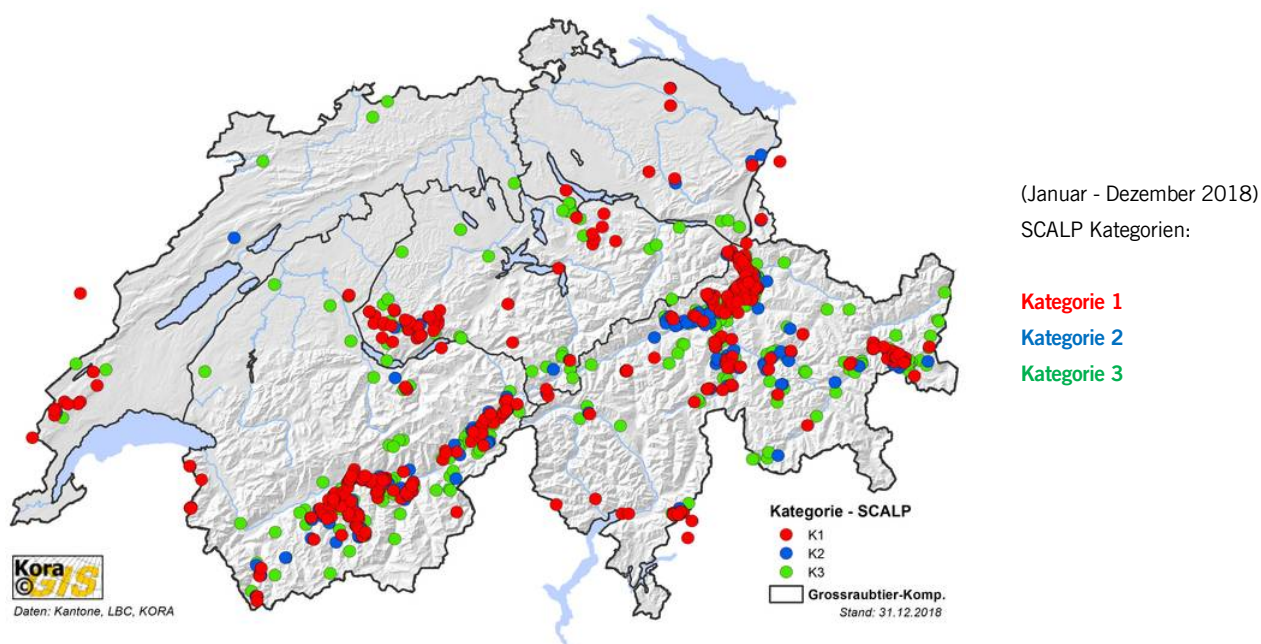 (Januar - Dezember 2018)
SCALP Kategorien:
Kategorie 1
Kategorie 2
Kategorie 3
Kategorie - SCALP
K1
K2
K3
Grossraubtier-Komp.
Stand: 31.12.2018
Kora
©GIS
Daten: Kantone, LBC, KORA